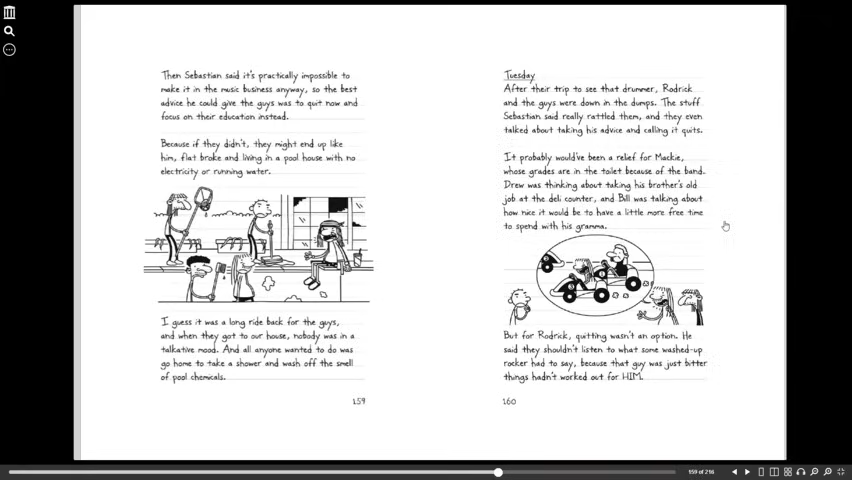 Then Sebastian said it's practically impossible to
make it in the music business anyway, so the best
advice he could give the guys was to quit now and
focus on their education instead.
Because if they didn't, they might end up like
him, flat broke and living in a pool house with no
electricity or running water.
I guess it was a long ride back for the guys,
and when they got to our house, nobody was in a
talkative mood. And all anyone wanted to do was
go home to take a shower and wash off the smell
of pool chemicals.
159
Tuesday
After their trip to see that drummer, Rodrick
and the guys were down in the dumps. The stuff
Sebastian said really rattled them, and they even
talked about taking his advice and calling it quits.
It probably would've been a relief for Mackie,
whose grades are in the toilet because of the band.
Drew was thinking about taking his brother's old
job at the deli counter, and Bill was talking about
how nice it would be to have a little more free time
to spend with his gramma.
But for Rodrick, quitting wasn't an option. He
said they shouldn't listen to what some washed-up
rocker had to say, because that guy was just bitter
things hadn't worked out for HIM.
160
159 of 216